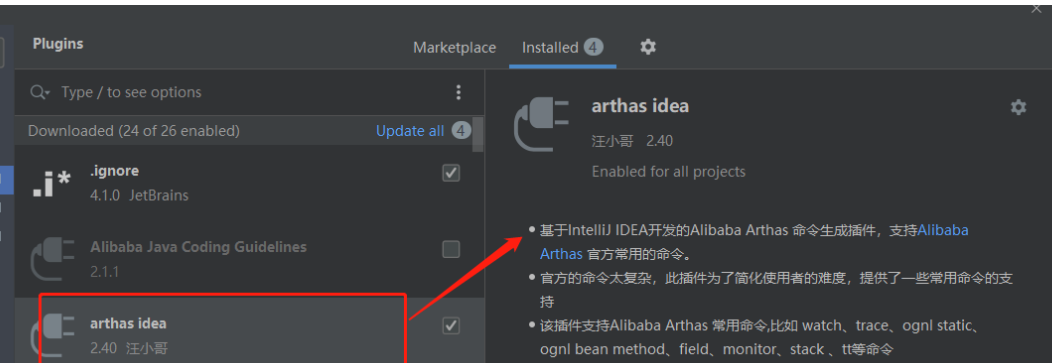 Plugins
Marketplace
Installed 4
Type / to see options
Downloaded (24 of 26 enabled)
Update all 4
.i*
.ignore
4.1.0 JetBrains
Alibaba Java Coding Guidelines
2.1.1
arthas idea
2.40 汪小哥
arthas idea
汪小哥 2.40
Enabled for all projects
基于IntelliJ IDEA开发的Alibaba Arthas 命令生成插件，支持Alibaba
Arthas 官方常用的命令。
官方的命令太复杂，此插件为了简化使用者的难度，提供了一些常用命令的支
持
该插件支持Alibaba Arthas 常用命令,比如 watch、trace、ognl static、
ognl bean method、field、monitor、stack 、tt等命令